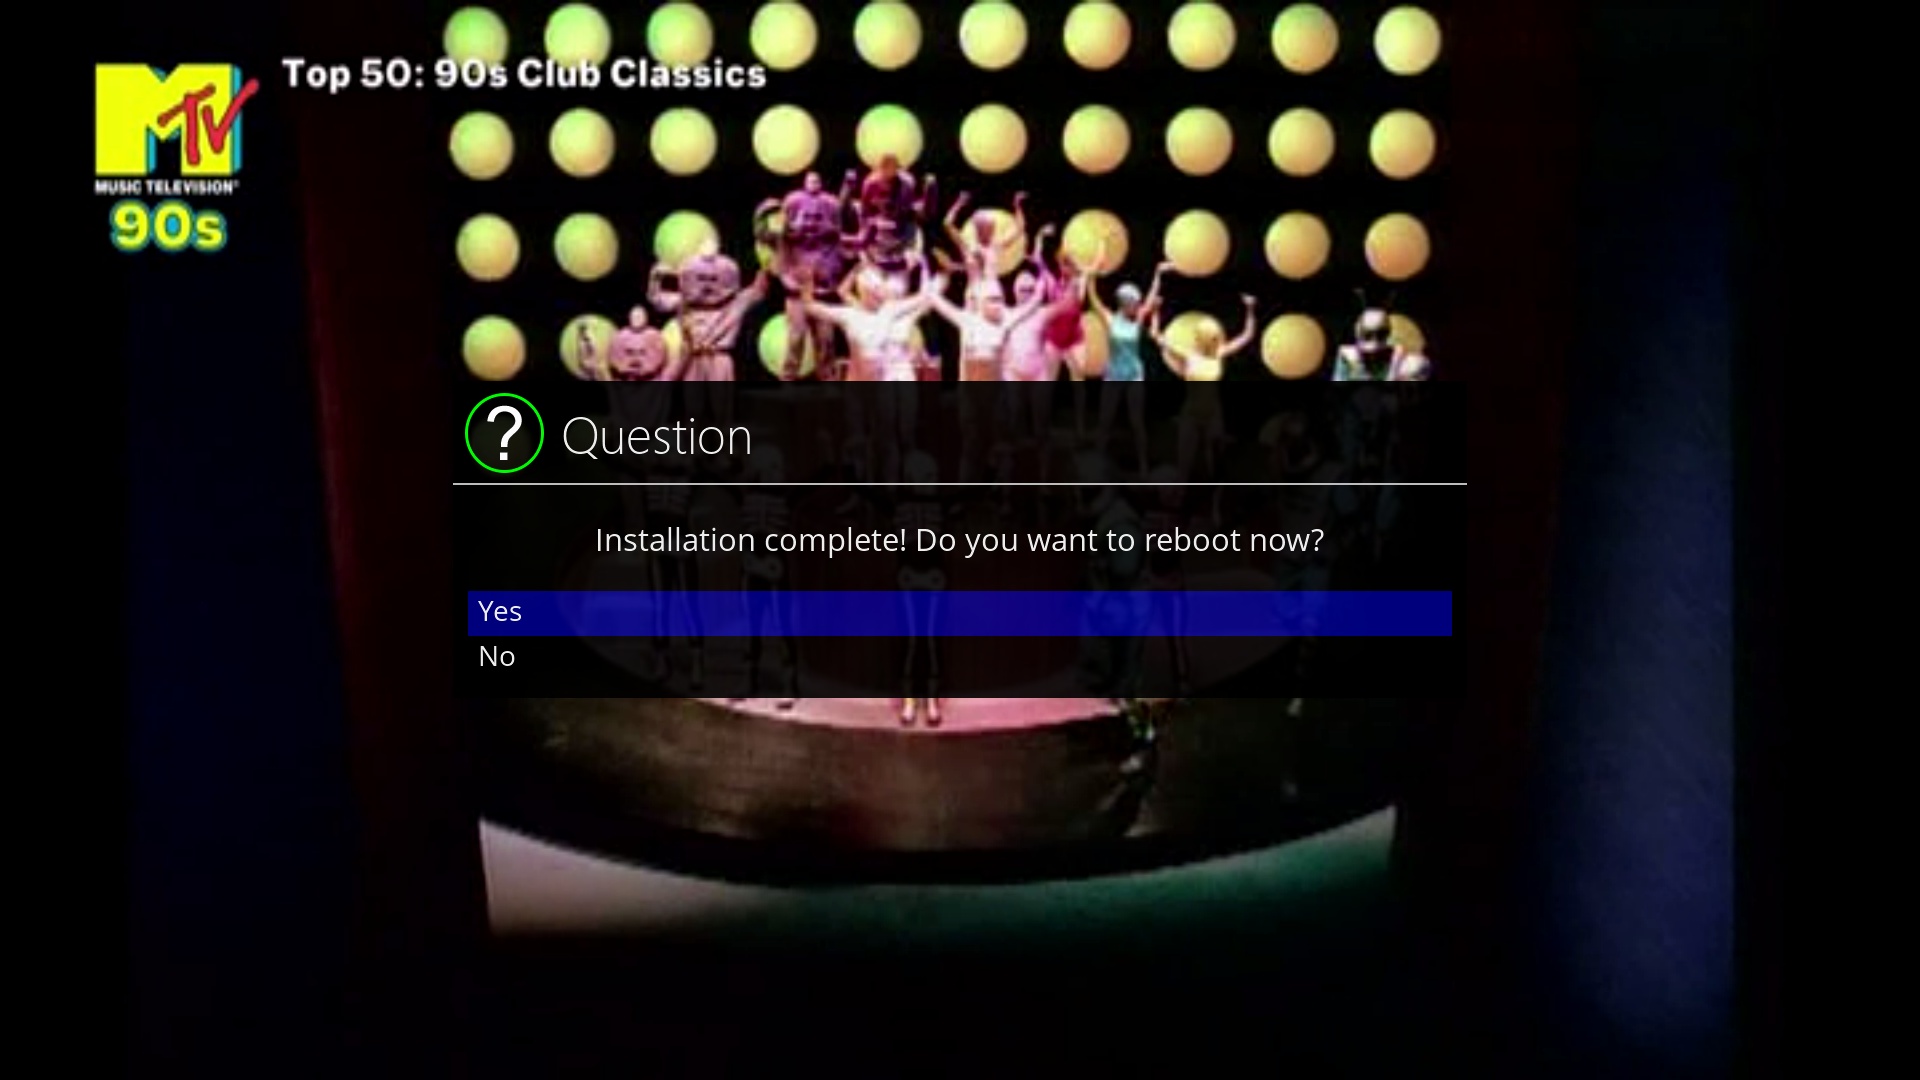 Top 50: 90s Club Classics
MTV
MUSIC TELEVISION®
90s
? Question
Installation complete! Do you want to reboot now?
Yes
No